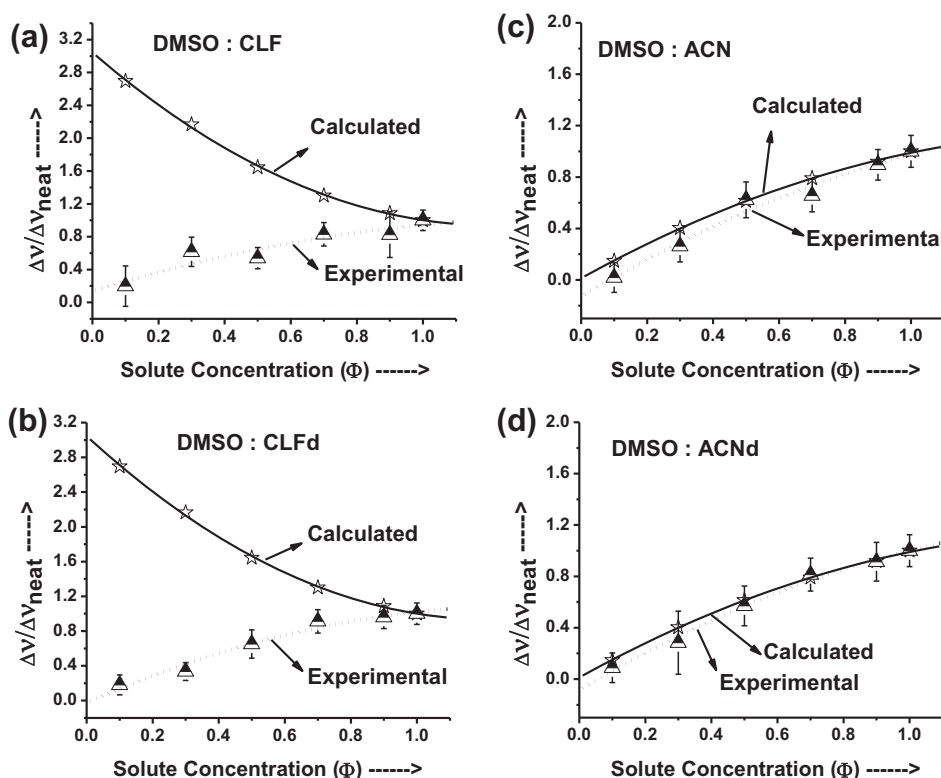 (a)
DMSO : CLF
Δν/Δνneat ----->
3.2
2.8
2.4
2.0
1.6
1.2
0.8
0.4
0.0
Calculated
Experimental
0.0 0.2 0.4 0.6 0.8 1.0
Solute Concentration (Φ) ------>
(c)
DMSO : ACN
Δν/Δνneat ----->
2.0
1.6
1.2
0.8
0.4
0.0
Calculated
Experimental
0.0 0.2 0.4 0.6 0.8 1.0
Solute Concentration (Φ) ------>
(b)
DMSO : CLFd
Δν/Δνneat ----->
3.2
2.8
2.4
2.0
1.6
1.2
0.8
0.4
0.0
Calculated
Experimental
0.0 0.2 0.4 0.6 0.8 1.0
Solute Concentration (Φ) ------>
(d)
DMSO : ACNd
Δν/Δνneat ----->
2.0
1.6
1.2
0.8
0.4
0.0
Calculated
Experimental
0.0 0.2 0.4 0.6 0.8 1.0
Solute Concentration (Φ) ------>